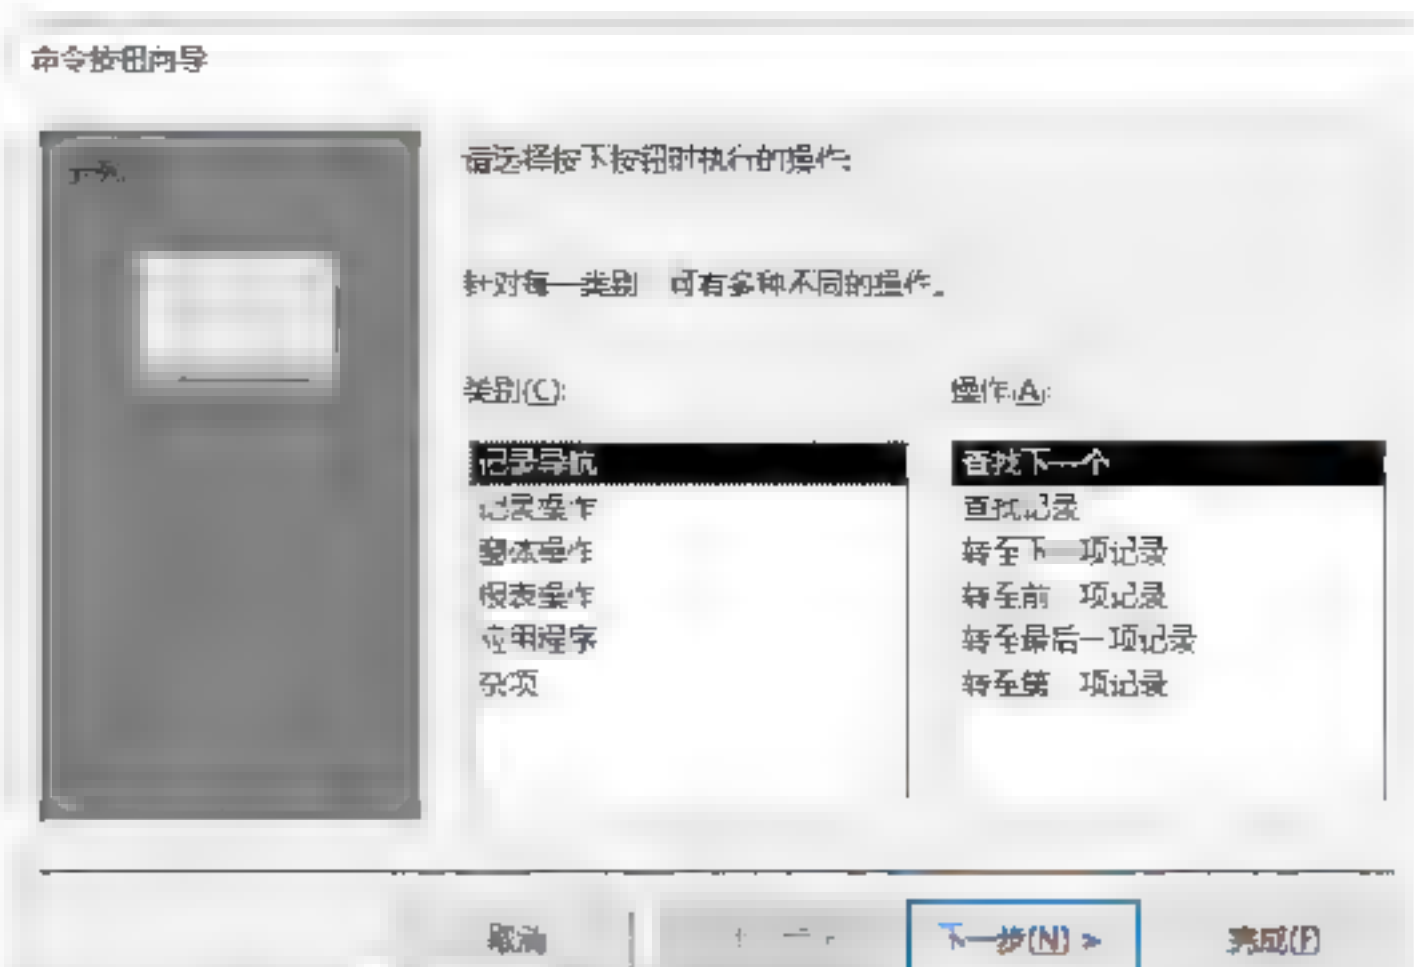 命令按钮向导
示例:
请选择按下按钮时执行的操作:
针对每一类别，可有多种不同的操作。
类别(C):
操作(A):
记录导航
记录操作
窗体操作
报表操作
应用程序
杂项
查找下一个
查找记录
转至下一项记录
转至前一项记录
转至最后一项记录
转至第一项记录
取消
下一步(N) >
完成(F)